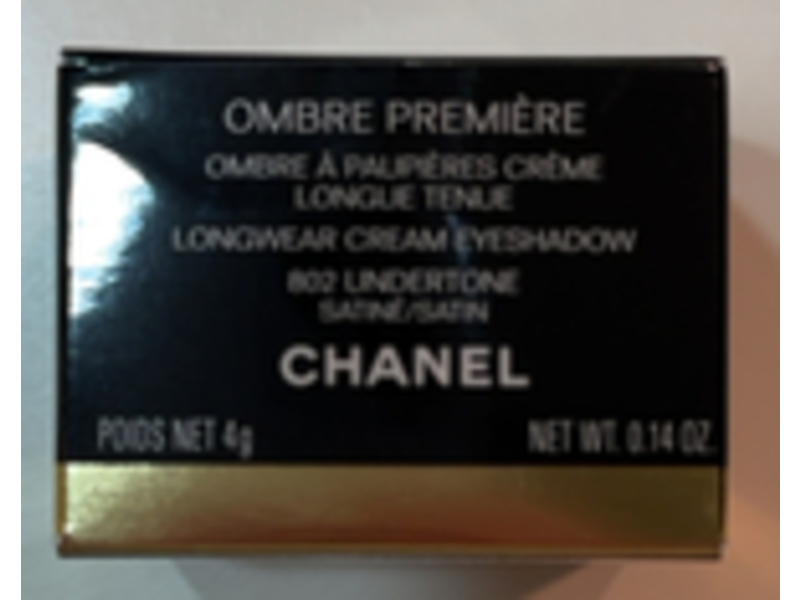 OMBRE PREMIÈRE
OMBRE À PAUPIÈRES CRÈME
LONGUE TENUE
LONGWEAR CREAM EYESHADOW
802 UNDERTONE
SATINÉ/SATIN
CHANEL
POIDS NET 4g NET WT. 0.14 OZ.